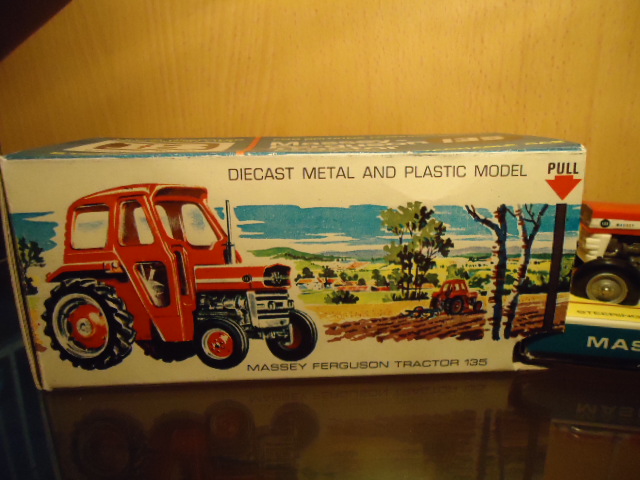 DIECAST METAL AND PLASTIC MODEL
PULL
MASSEY FERGUSON TRACTOR 135
MAS